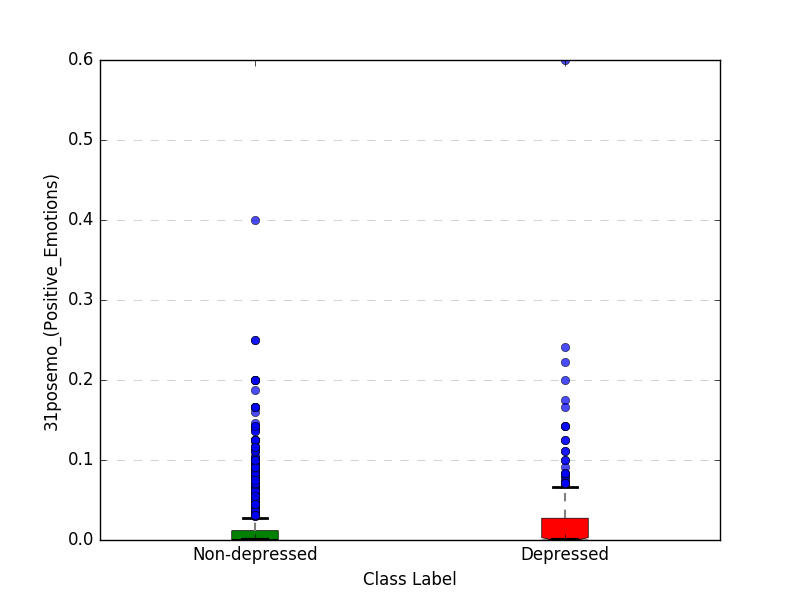 0.6
0.5
0.4
0.3
0.2
0.1
0.0
31posemo_(Positive_Emotions)
Non-depressed
Depressed
Class Label